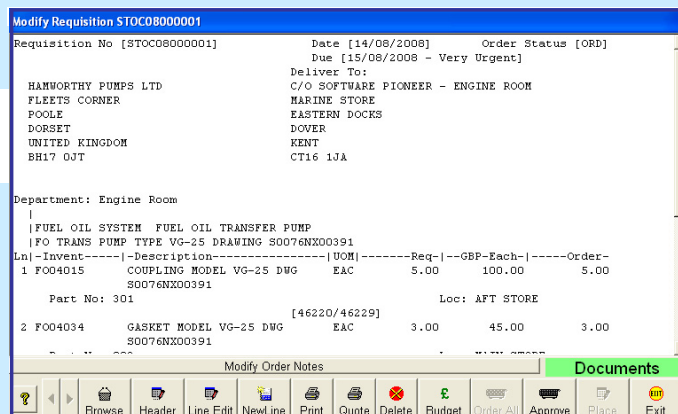 Modify Requisition STOC08000001
Requisition No [STOC08000001] Date [14/08/2008] Order Status [ORD]
Due [15/08/2008 - Very Urgent]
Deliver To:
HAMWORTHY PUMPS LTD C/O SOFTWARE PIONEER - ENGINE ROOM
FLEETS CORNER MARINE STORE
POOLE EASTERN DOCKS
DORSET DOVER
UNITED KINGDOM KENT
BH17 0JT CT16 1JA
Department: Engine Room
|
|FUEL OIL SYSTEM FUEL OIL TRANSFER PUMP
|FO TRANS PUMP TYPE VG-25 DRAWING S0076NX00391
Ln|-Invent-----|-Description----------------|UOM|-------Req-|--GBP-Each-|-----Order-
1 FO04015 COUPLING MODEL VG-25 DWG EAC 5.00 100.00 5.00
S0076NX00391
Part No: 301 Loc: AFT STORE
[46220/46229]
2 FO04034 GASKET MODEL VG-25 DWG EAC 3.00 45.00 3.00
S0076NX00391
Modify Order Notes Documents
? Browse Header Line Edit NewLine Print Quote Delete £ Budget Order All Approve Place EXIT Exit